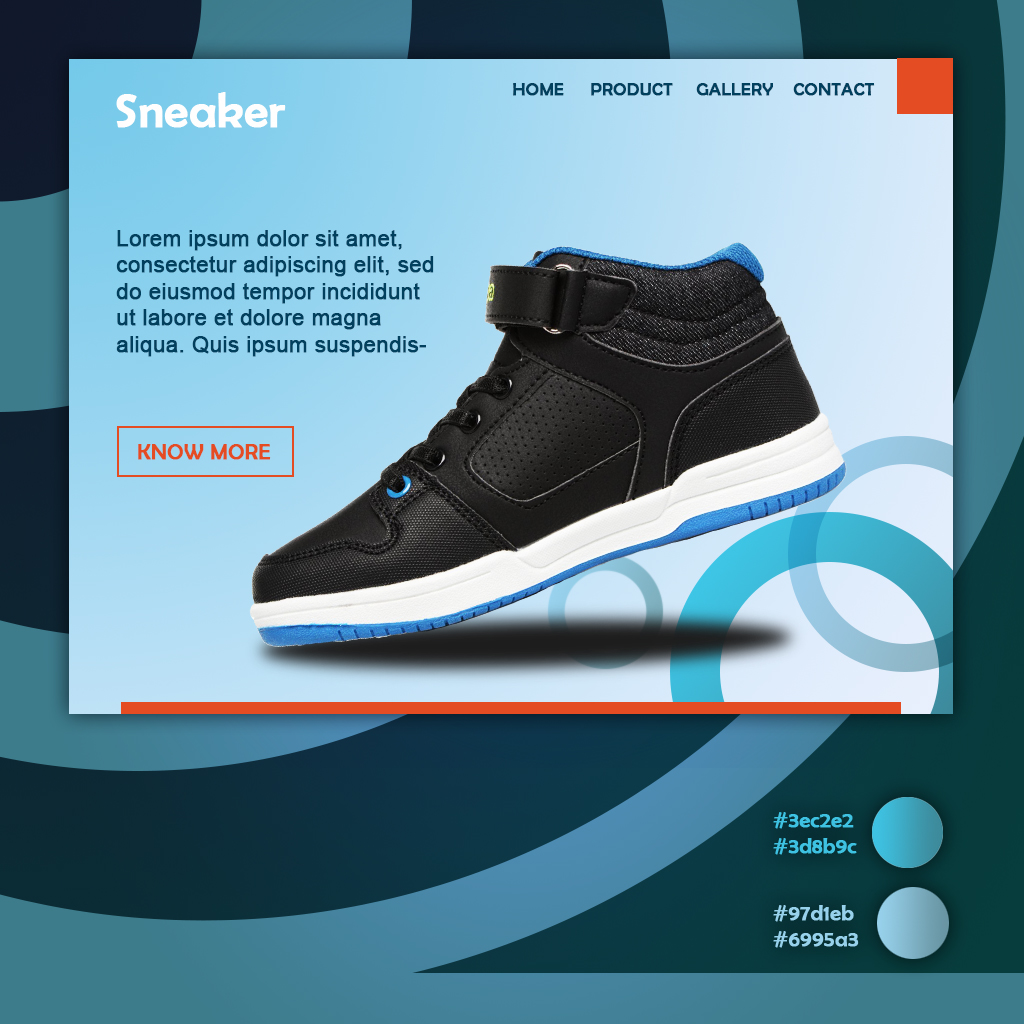 Sneaker
HOME PRODUCT GALLERY CONTACT
Lorem ipsum dolor sit amet,
consectetur adipiscing elit, sed
do eiusmod tempor incididunt
ut labore et dolore magna
aliqua. Quis ipsum suspendis-
KNOW MORE
#3ec2e2
#3d8b9c
#97d1eb
#6995a3